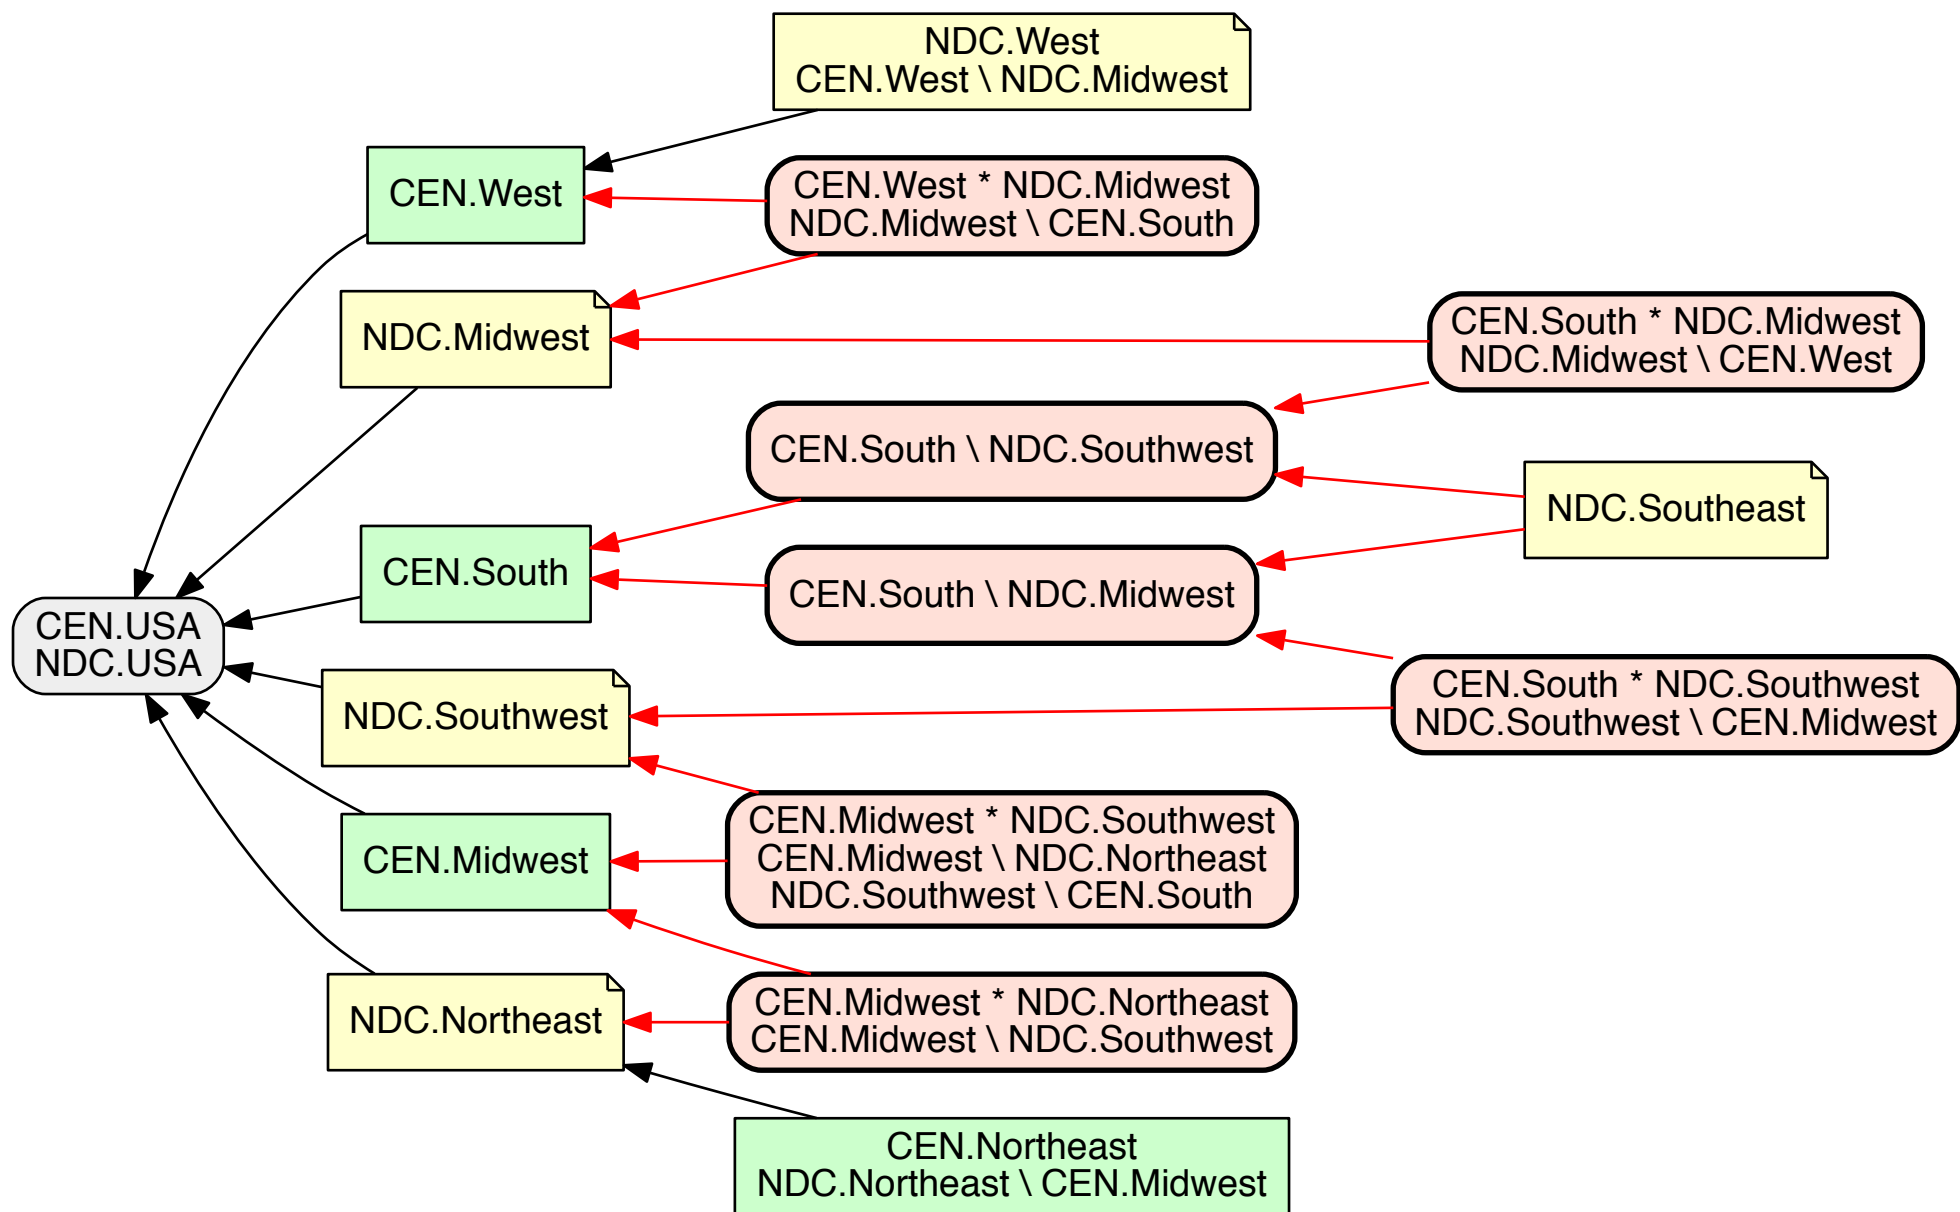 NDC.West
CEN.West \ NDC.Midwest
CEN.West
CEN.West * NDC.Midwest
NDC.Midwest \ CEN.South
NDC.Midwest
CEN.South * NDC.Midwest
NDC.Midwest \ CEN.West
CEN.South \ NDC.Southwest
NDC.Southeast
CEN.South
CEN.South \ NDC.Midwest
CEN.USA
NDC.USA
NDC.Southwest
CEN.South * NDC.Southwest
NDC.Southwest \ CEN.Midwest
CEN.Midwest
CEN.Midwest * NDC.Southwest
CEN.Midwest \ NDC.Northeast
NDC.Southwest \ CEN.South
NDC.Northeast
CEN.Midwest * NDC.Northeast
CEN.Midwest \ NDC.Southwest
CEN.Northeast
NDC.Northeast \ CEN.Midwest